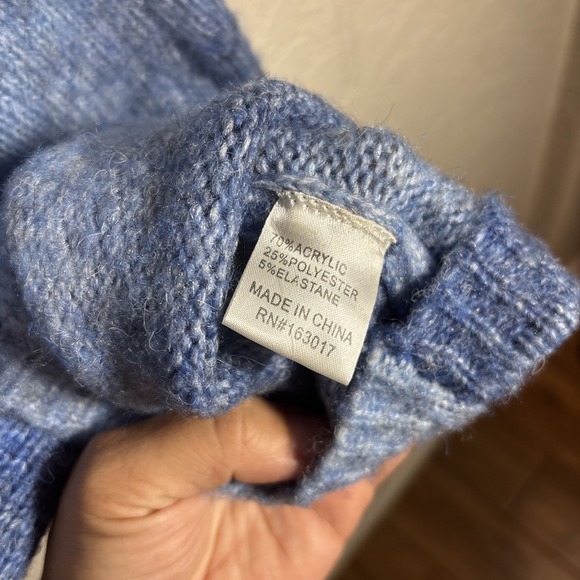 70%ACRYLIC
25%POLYESTER
5%ELASTANE
MADE IN CHINA
RN#163017